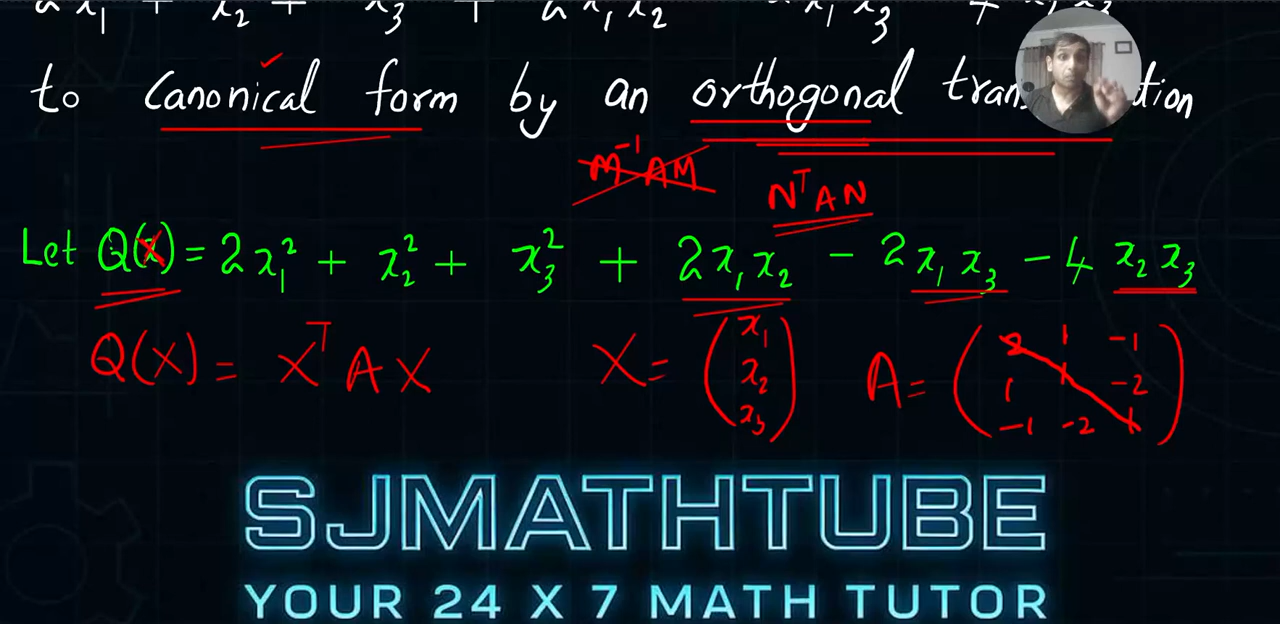 to canonical form by an orthogonal
M⁻¹AM
NᵀAN
Let Q(x) = 2x₁² + x₂² + x₃² + 2x₁x₂ - 2x₁x₃ - 4x₂x₃
Q(X) = XᵀAX X = (x₁ x₂ x₃) A = (2 1 -1 1 1 -2 -1 -2 1)
SJMATHTUBE
YOUR 24 X 7 MATH TUTOR